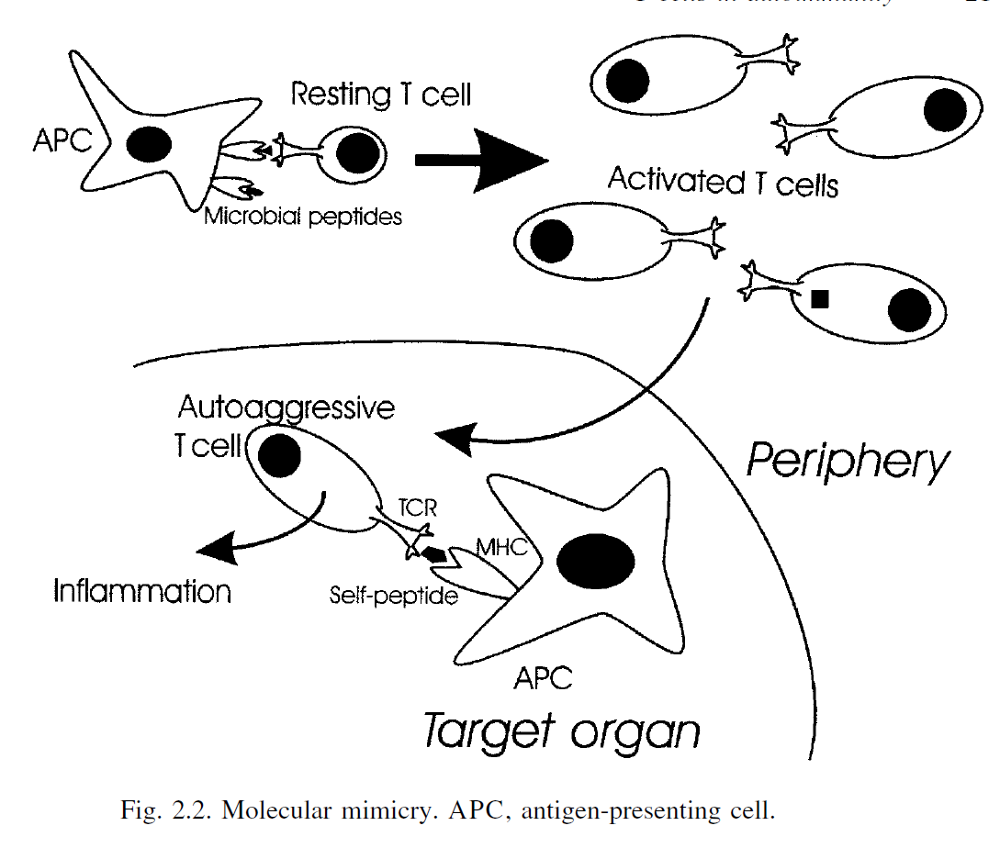 Resting T cell
APC
Microbial peptides
Activated T cells
Autoaggressive
T cell
Periphery
TCR
MHC
Inflammation
Self-peptide
APC
Target organ
Fig. 2.2. Molecular mimicry. APC, antigen-presenting cell.